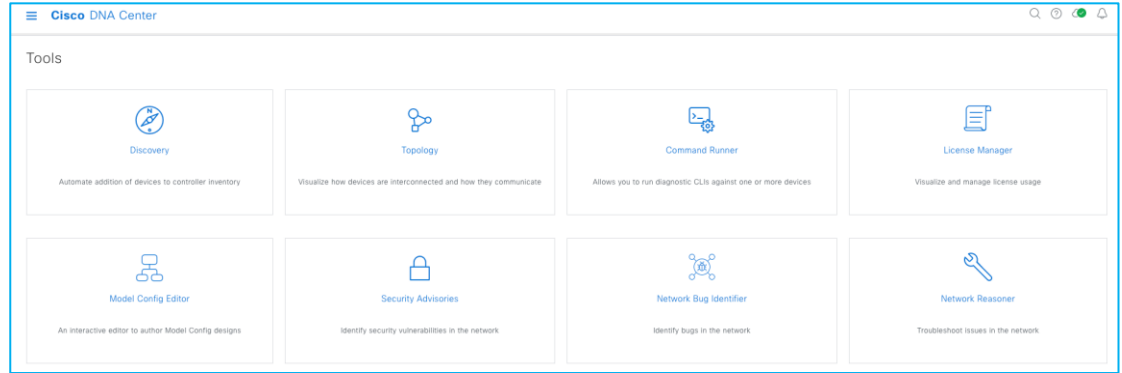 Cisco DNA Center
Tools
Discovery
Automate addition of devices to controller inventory
Topology
Visualize how devices are interconnected and how they communicate
Command Runner
Allows you to run diagnostic CLIs against one or more devices
License Manager
Visualize and manage license usage
Model Config Editor
An interactive editor to author Model Config designs
Security Advisories
Identify security vulnerabilities in the network
Network Bug Identifier
Identify bugs in the network
Network Reasoner
Troubleshoot issues in the network